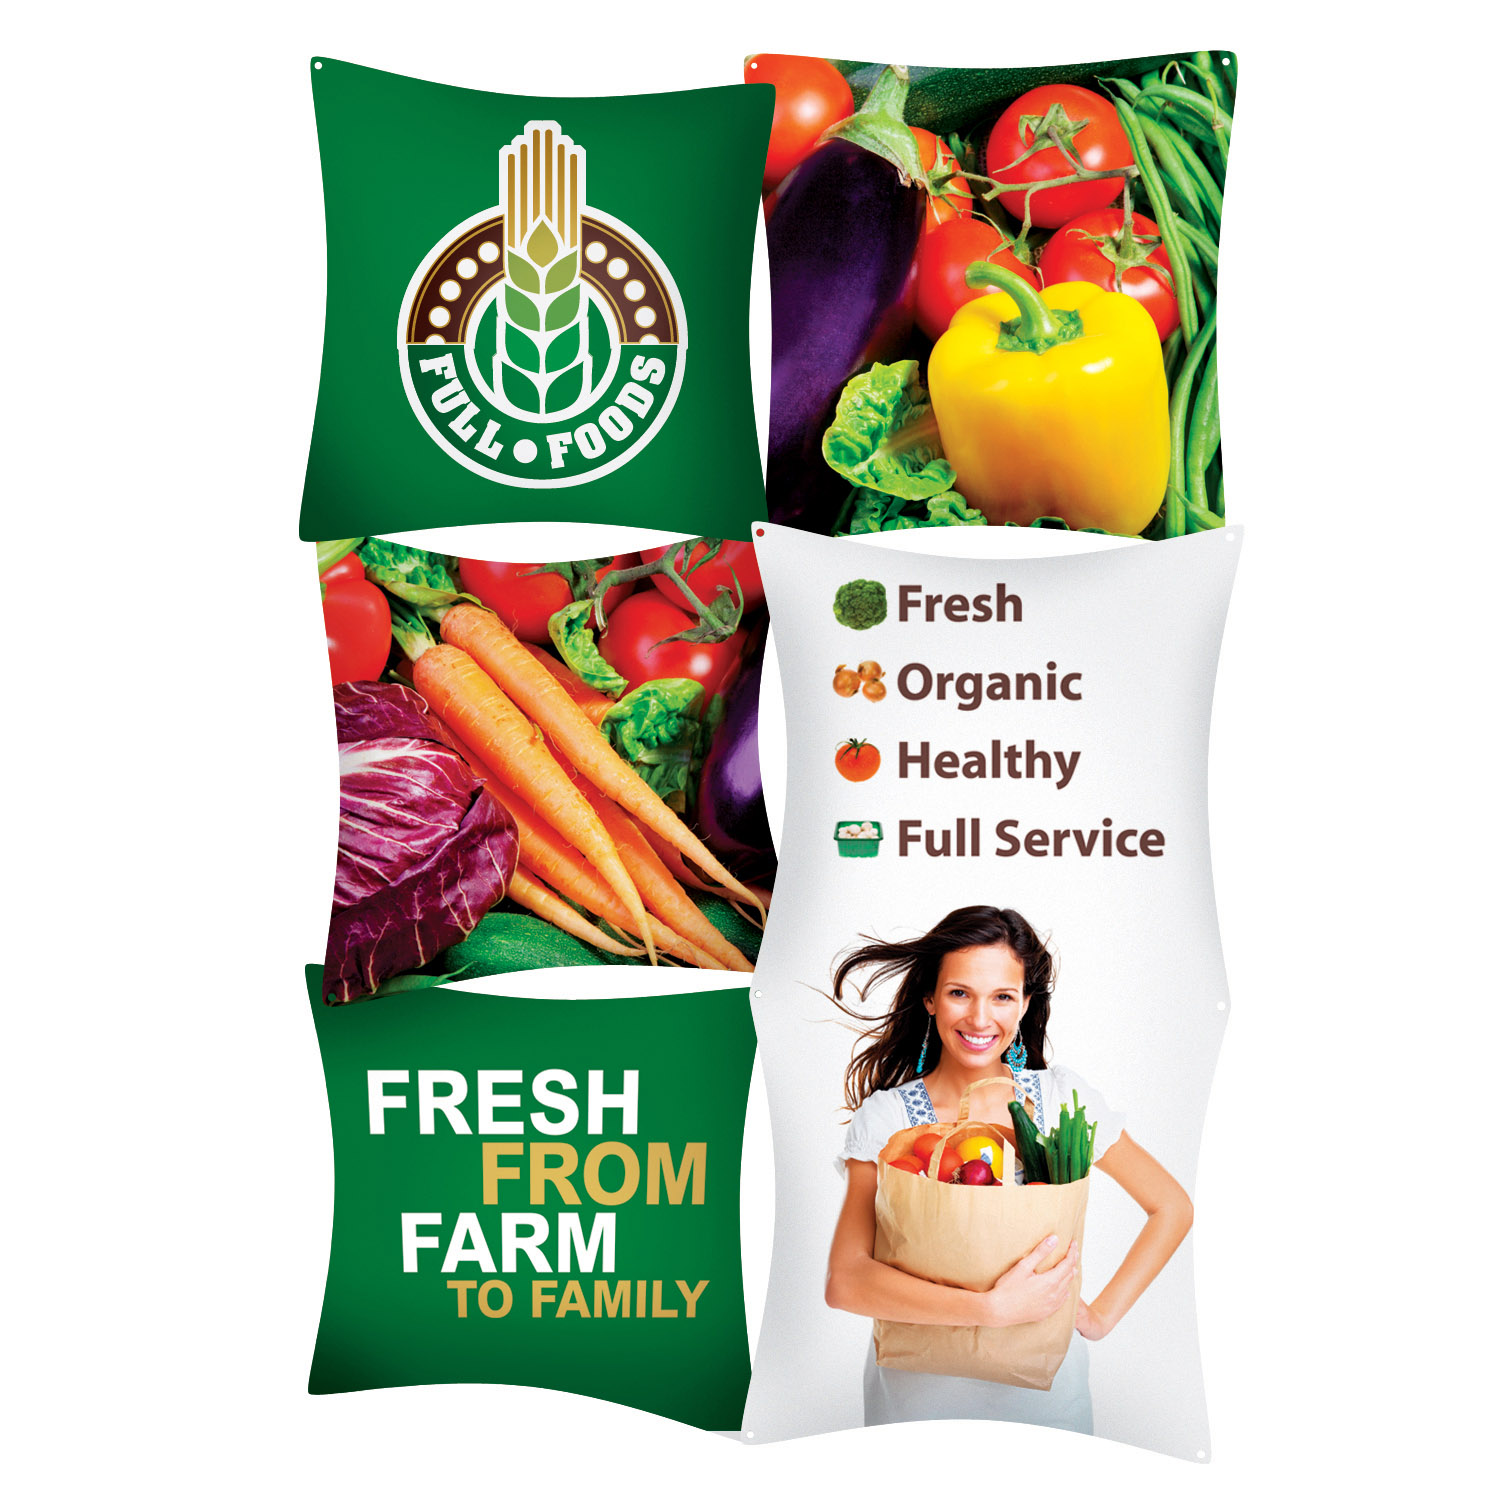 FULL • FOODS
Fresh
Organic
Healthy
Full Service
FRESH
FROM
FARM
TO FAMILY